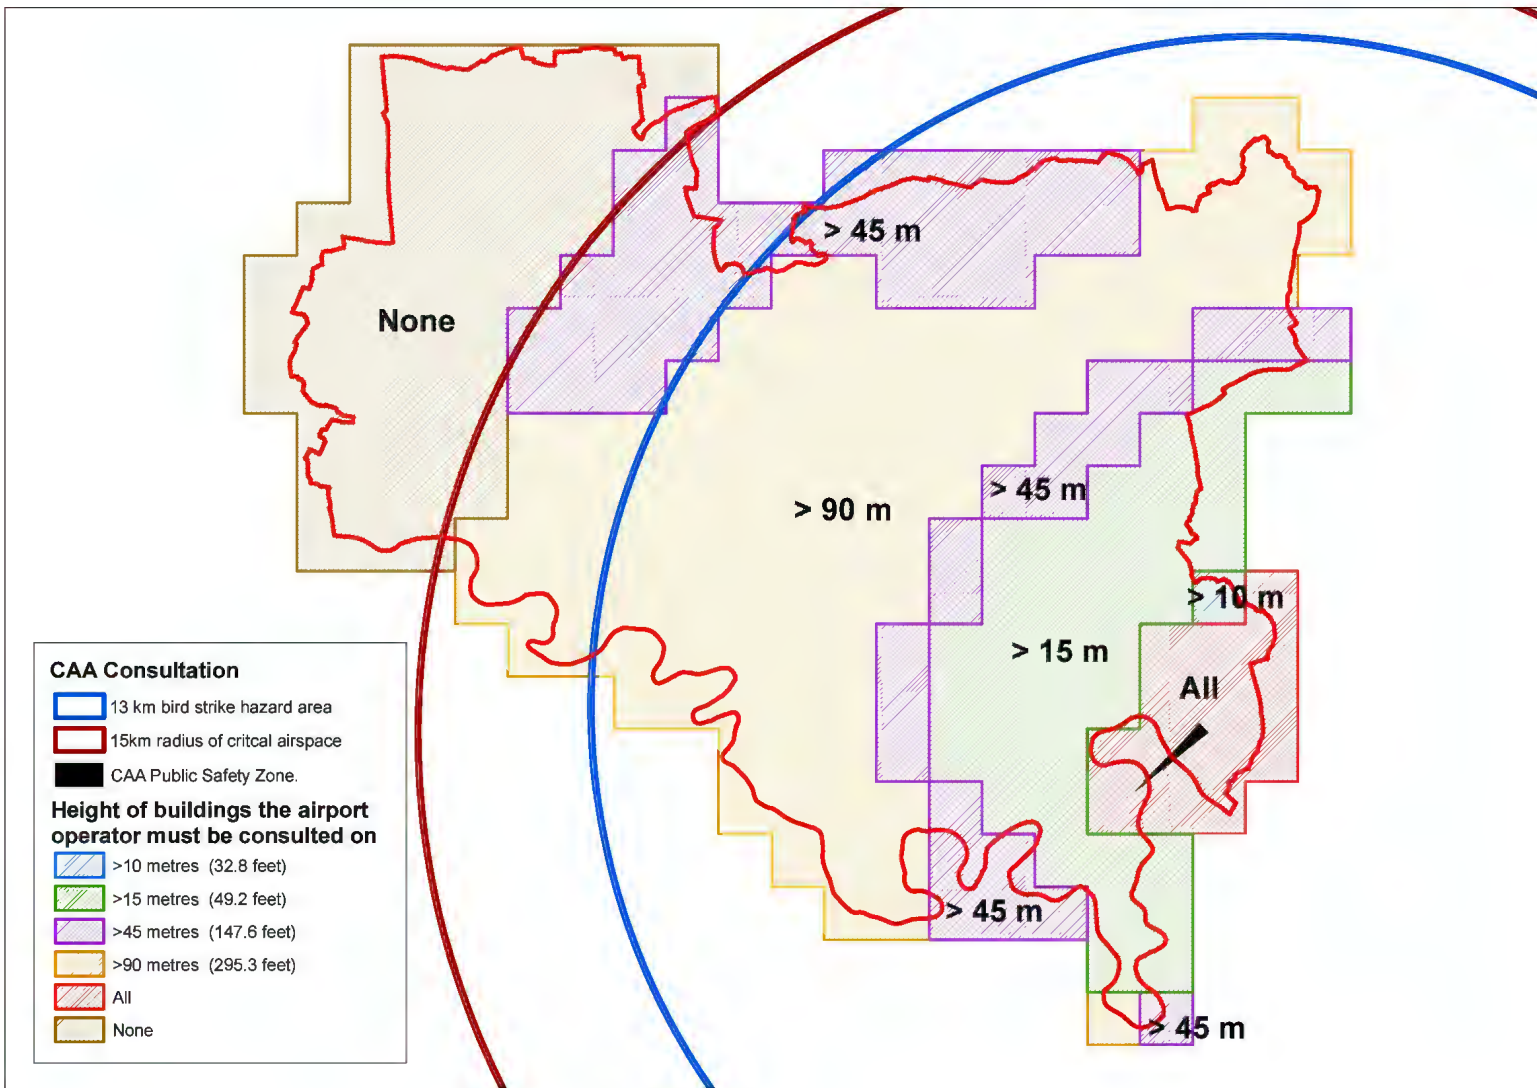 > 45 m
None
> 45 m
> 90 m
> 10 m
> 15 m
All
> 45 m
> 45 m
CAA Consultation
13 km bird strike hazard area
15km radius of critcal airspace
CAA Public Safety Zone.
Height of buildings the airport
operator must be consulted on
>10 metres (32.8 feet)
>15 metres (49.2 feet)
>45 metres (147.6 feet)
>90 metres (295.3 feet)
All
None